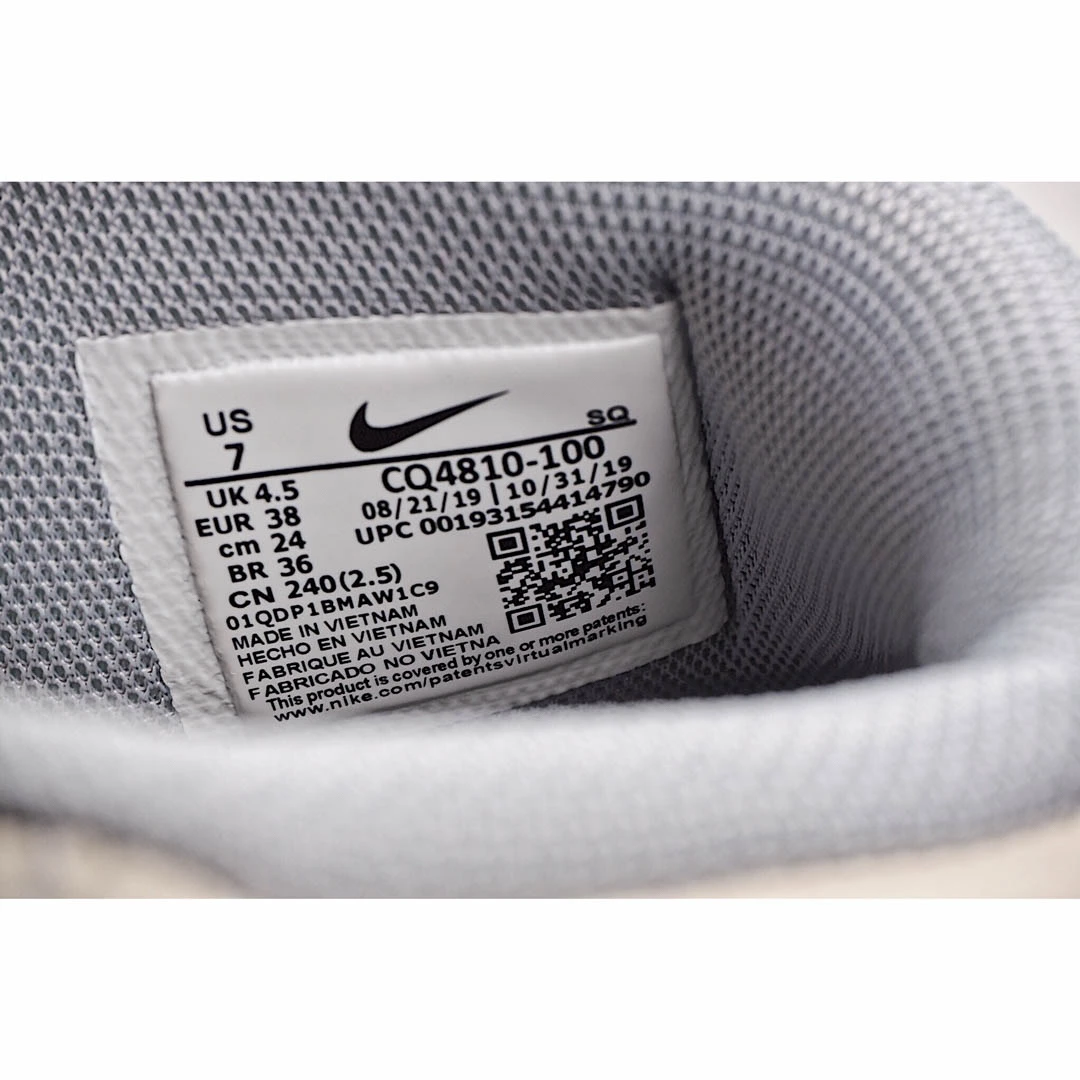 US
7
SQ
CQ4810-100
08/21/19 | 10/31/19
UPC 00193154414790
UK 4.5
EUR 38
cm 24
BR 36
CN 240(2.5)
01QDP1BMAW1C9
MADE IN VIETNAM
HECHO EN VIETNAM
FABRIQUE AU VIETNAM
FABRICADO NO VIETNA
This product is covered by one or more patents:
www.nike.com/patentsvirtualmarking